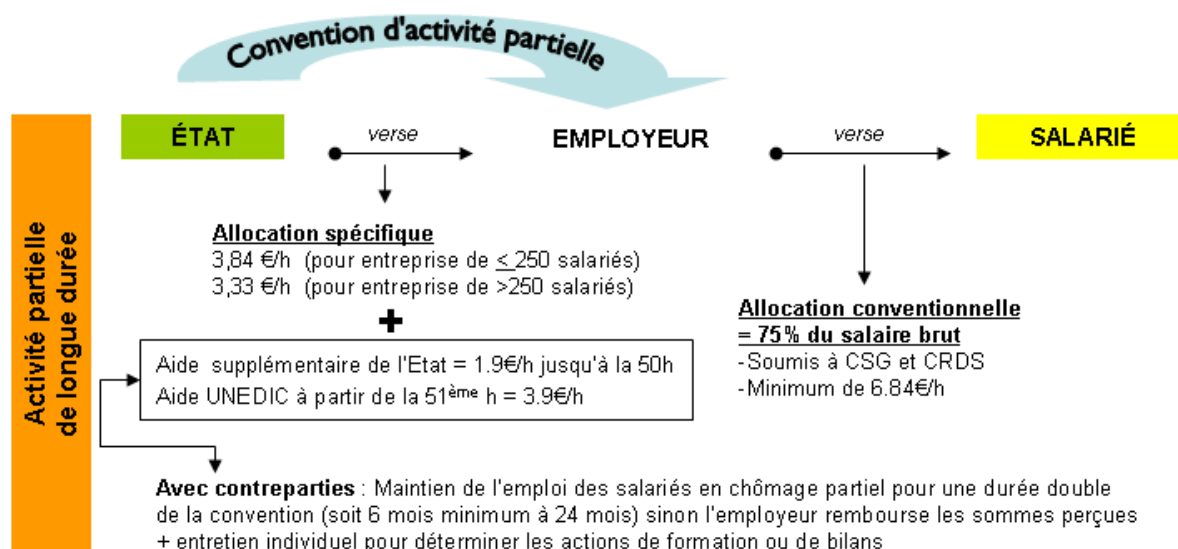 Convention d'activité partielle
ÉTAT
verse
EMPLOYEUR
verse
SALARIÉ
Activité partielle
de longue durée
Allocation spécifique
3,84 €/h (pour entreprise de < 250 salariés)
3,33 €/h (pour entreprise de >250 salariés)
+
Aide supplémentaire de l'Etat = 1.9€/h jusqu'à la 50h
Aide UNEDIC à partir de la 51ème h = 3.9€/h
Allocation conventionnelle
= 75% du salaire brut
-Soumis à CSG et CRDS
-Minimum de 6.84€/h
Avec contreparties : Maintien de l'emploi des salariés en chômage partiel pour une durée double
de la convention (soit 6 mois minimum à 24 mois) sinon l'employeur rembourse les sommes perçues
+ entretien individuel pour déterminer les actions de formation ou de bilans